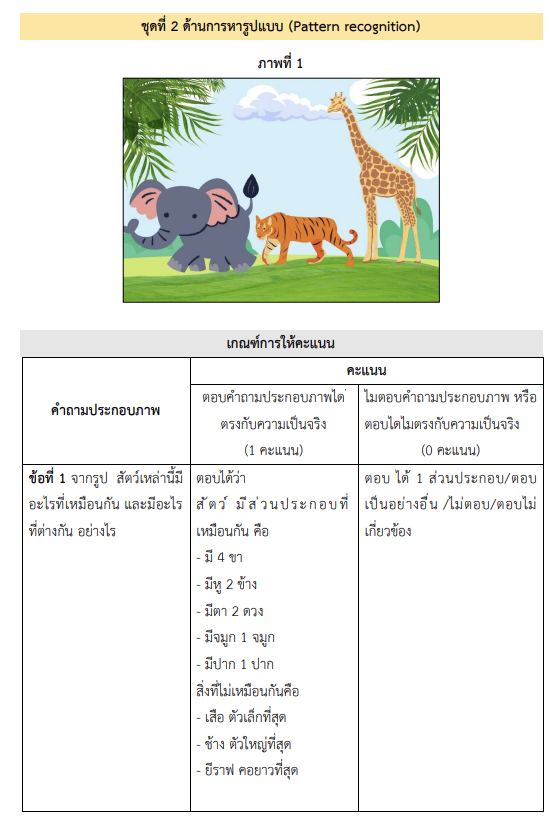 ชุดที่ 2 ด้านการหารูปแบบ (Pattern recognition)
ภาพที่ 1
เกณฑ์การให้คะแนน
คำถามประกอบภาพ
คะแนน
ตอบคำถามประกอบภาพได้
ตรงกับความเป็นจริง
(1 คะแนน)
ไมตอบคำถามประกอบภาพ หรือ
ตอบไดไมตรงกับความเป็นจริง
(0 คะแนน)
ข้อที่ 1 จากรูป สัตว์เหล่านี้มี
อะไรที่เหมือนกัน และมีอะไร
ที่ต่างกัน อย่างไร
ตอบได้ว่า
สัตว์ มีส่วนประกอบที่
เหมือนกัน คือ
- มี 4 ขา
- มีหู 2 ข้าง
- มีตา 2 ดวง
- มีจมูก 1 จมูก
- มีปาก 1 ปาก
สิ่งที่ไม่เหมือนกันคือ
- เสือ ตัวเล็กที่สุด
- ช้าง ตัวใหญ่ที่สุด
- ยีราฟ คอยาวที่สุด
ตอบ ได้ 1 ส่วนประกอบ/ตอบ
เป็นอย่างอื่น /ไม่ตอบ/ตอบไม่
เกี่ยวข้อง